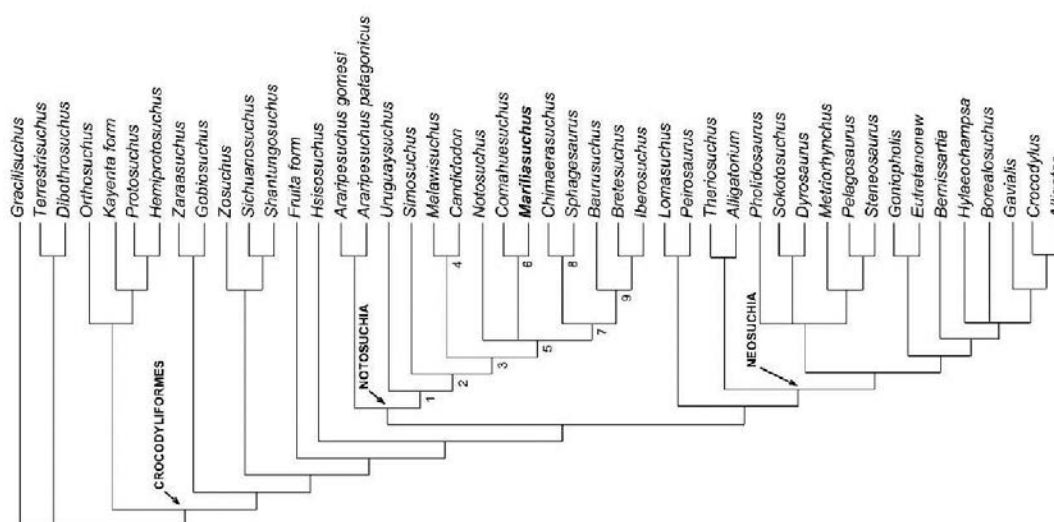 Gracilisuchus
Terrestrisuchus
Dibothrosuchus
Orthosuchus
Kayenta form
Protosuchus
Hemiprotosuchus
Zaraasuchus
Gobiosuchus
Zosuchus
Sichuanosuchus
Shantungosuchus
Fruita form
Hsisosuchus
Araripesuchus gomesi
Araripesuchus patagonicus
Uruguaysuchus
Simosuchus
Malawisuchus
Candidodon
Notosuchus
Comahuesuchus
Mariliasuchus
Chimaerasuchus
Sphagesaurus
Baurusuchus
Bretesuchus
Iberosuchus
Lomasuchus
Peirosaurus
Theriosuchus
Alligatorium
Pholidosaurus
Sokotosuchus
Dyrosaurus
Metriorhynchus
Pelagosaurus
Steneosaurus
Goniopholis
Eutretanornew
Bernissartia
Hylaeochampsa
Borealosuchus
Gavialis
Crocodylus
CROCODYLIFORMES
NOTOSUCHIA
NEOSUCHIA
1
2
3
4
5
6
7
8
9